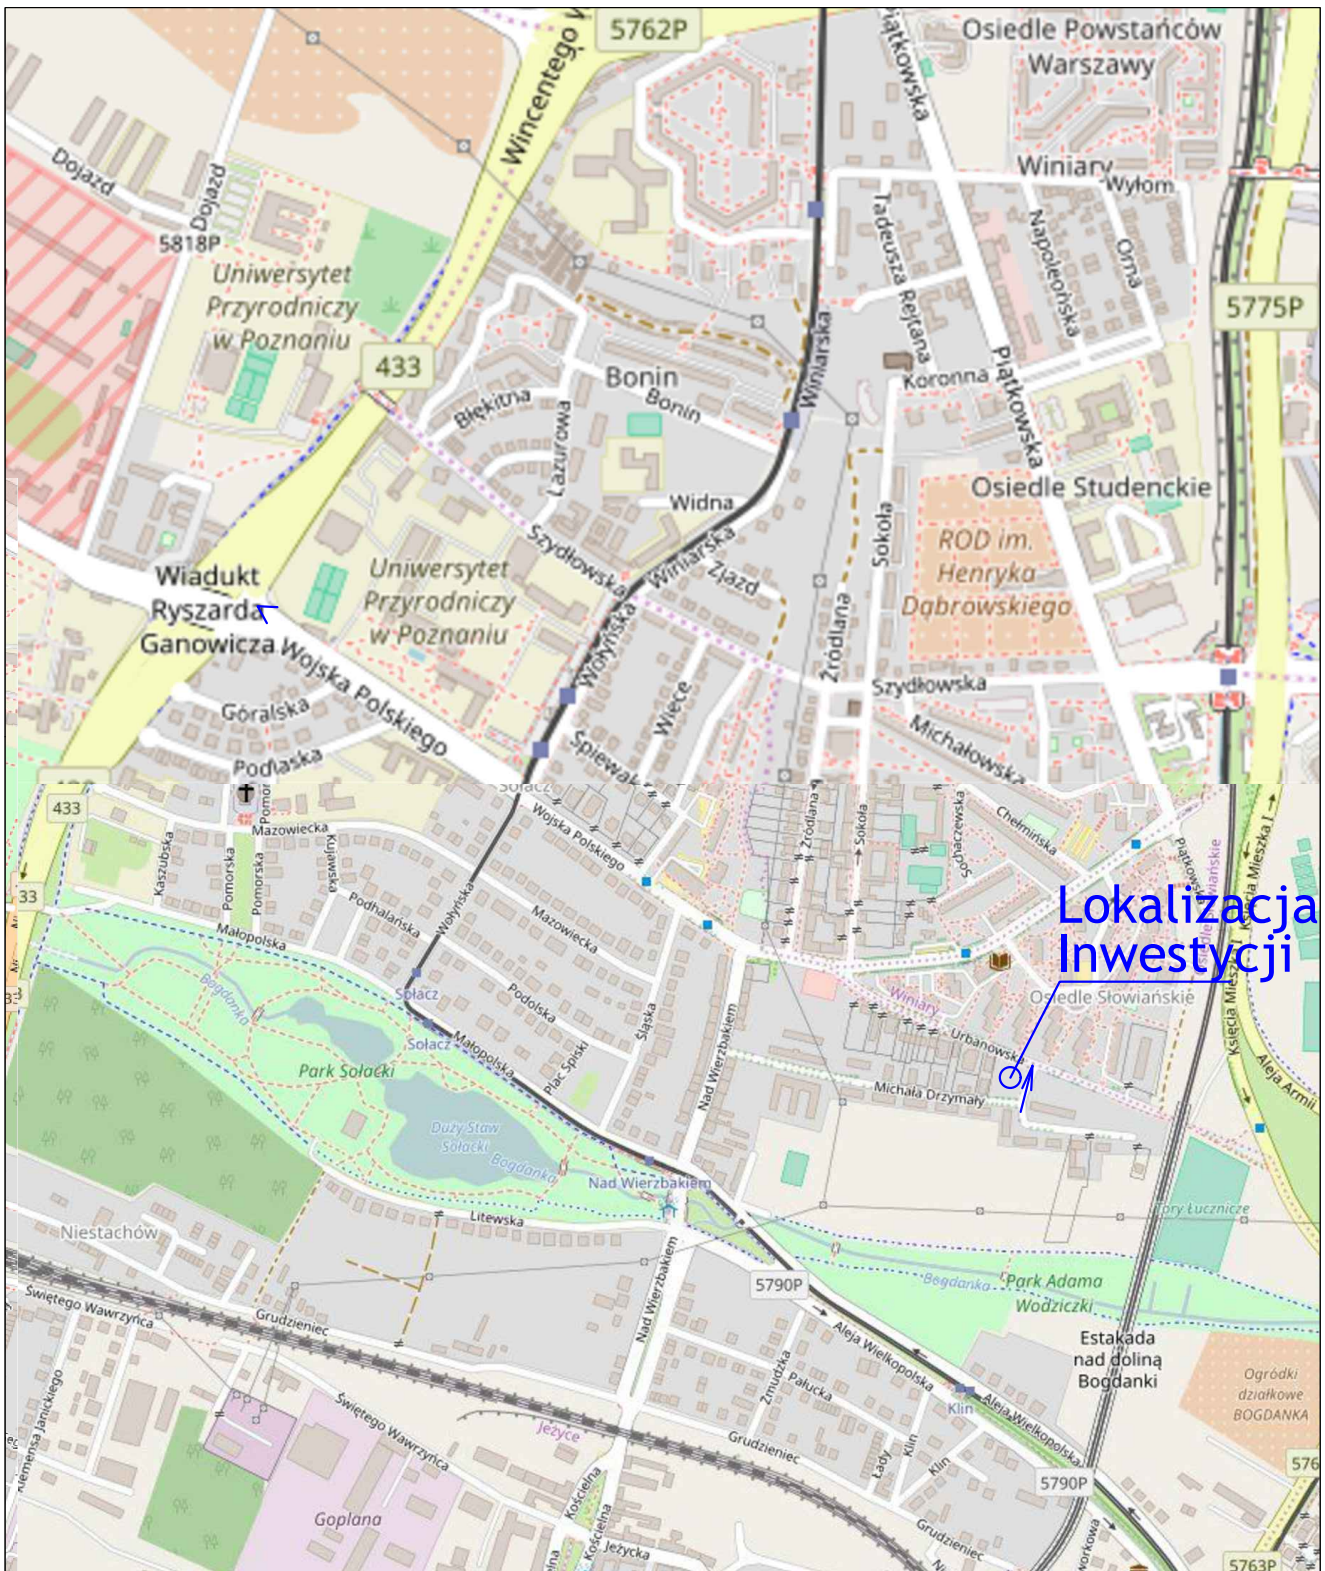 5762P
Wincentego
Piątkowska
Osiedle Powstańców
Warszawy
Winiary
Wyłom
Dojazd
Dojazd
5818P
Uniwersytet
Przyrodniczy
w Poznaniu
Tadeusza Rejtana
Napoleońska
Orna
5775P
433
Winiarska
Bonin
Bonin
Błękitna
Lazurowa
Koronna
Piątkowska
Widna
Osiedle Studenckie
Szydłowska
Winiarska
Zjazd
Sokoła
ROD im.
Henryka
Dąbrowskiego
Wiadukt
Ryszarda
Ganowicza
Uniwersytet
Przyrodniczy
w Poznaniu
Wojska Polskiego
Wołyńska
Źródlana
Szydłowska
Góralska
Więce
Michałowska
Podlaska
Sołacz
433
Mazowiecka
Wojska Polskiego
Źródlana
Sokoła
Sochaczewska
Chełmińska
Piątkowska
Księcia Mieszka I
Kaszubska
Pomorska
Pomorska
Kujawska
Podhalańska
Wołyńska
Mazowiecka
33
Małopolska
Lokalizacja
Inwestycji
Bogdanka
Sołacz
Podolska
Śląska
Nad Wierzbakiem
Winiary
Osiedle Słowiańskie
Urbanowska
Księcia Mieszka I
Sołacz
Małopolska
Park Sołacki
Plac Spiski
Michała Drzymały
Aleja Armii
Duży Staw
Sołacki
Bogdanka
Nad Wierzbakiem
Litewska
Tory Łucznicze
Niestachów
Nad Wierzbakiem
5790P
Bogdanka
Park Adama
Wodziczki
Świętego Wawrzyńca
Grudzieniec
Aleja Wielkopolska
Estakada
nad doliną
Bogdanki
Żmudzka
Pałucka
Ogródki
działkowe
BOGDANKA
Klemensa Janickiego
Świętego Wawrzyńca
Jeżyce
Klin
Aleja Wielkopolska
Grudzieniec
Łady
Klin
Klin
5790P
576
Goplana
Kościelna
Kościelna
Jeżycka
Grudzieniec
5763P